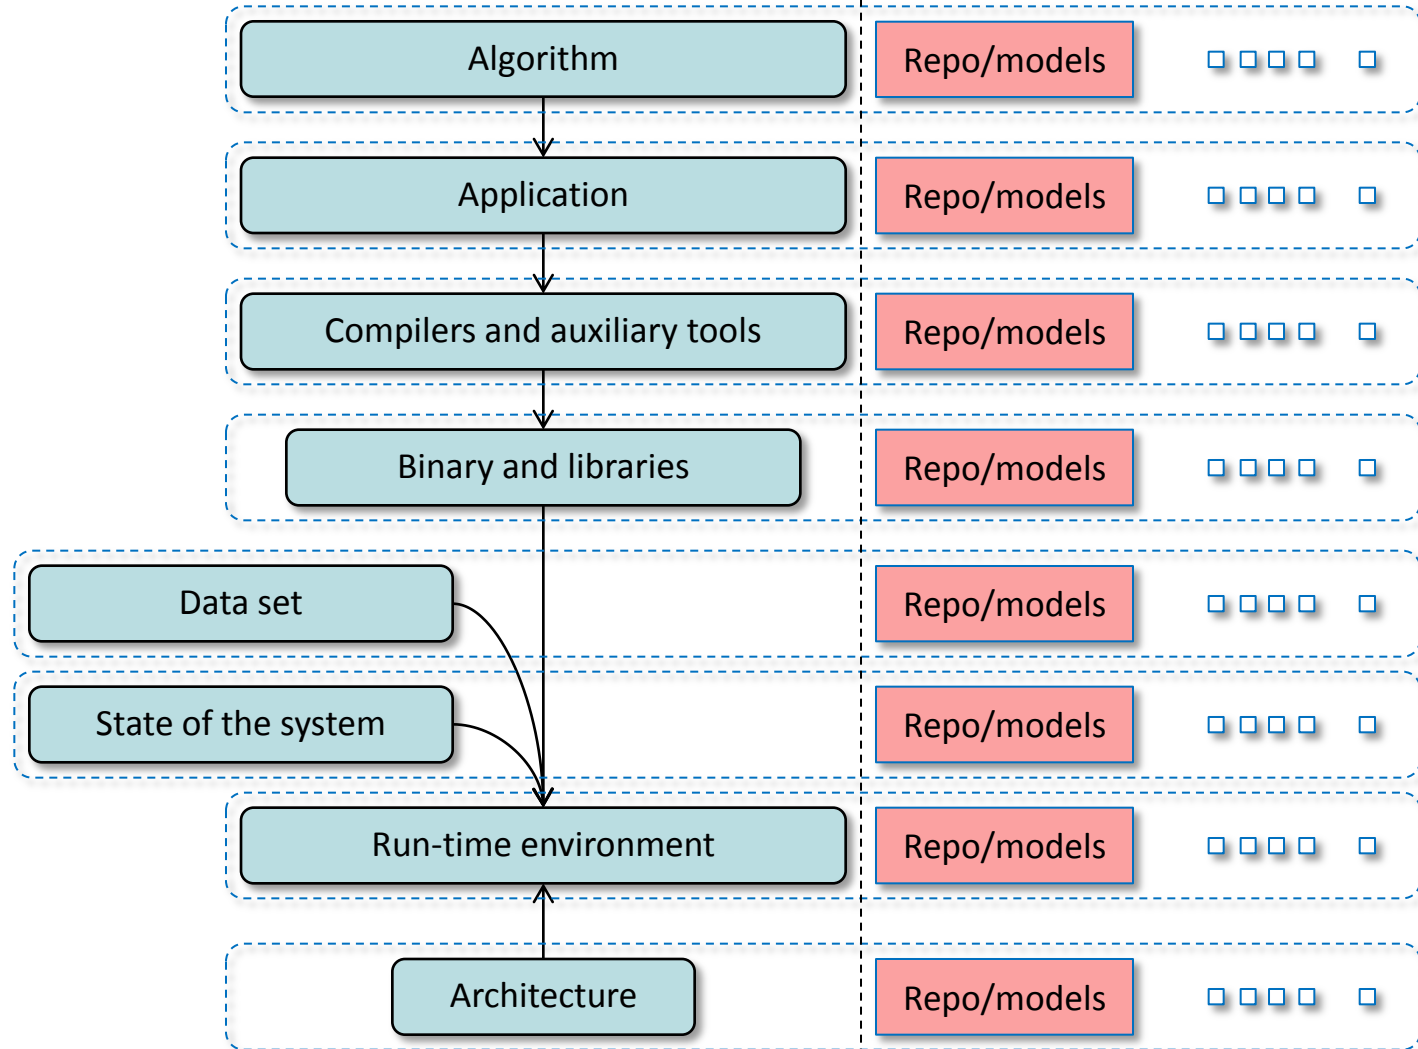 Algorithm
Repo/models
Application
Repo/models
Compilers and auxiliary tools
Repo/models
Binary and libraries
Repo/models
Data set
Repo/models
State of the system
Repo/models
Run-time environment
Repo/models
Architecture
Repo/models